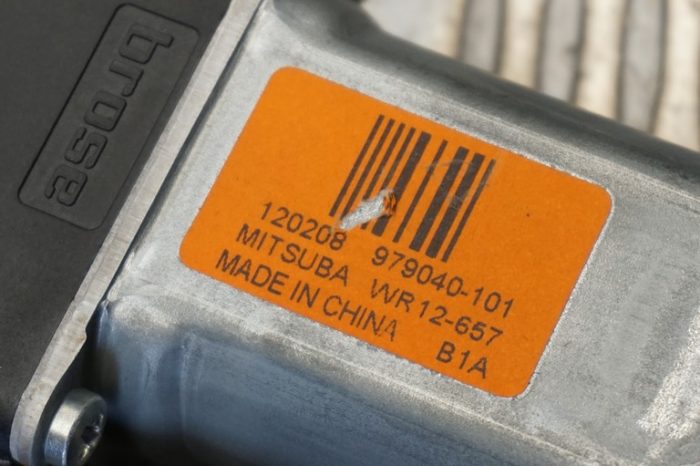 brose
120208 979040-101
MITSUBA WR12-657
MADE IN CHINA B1A